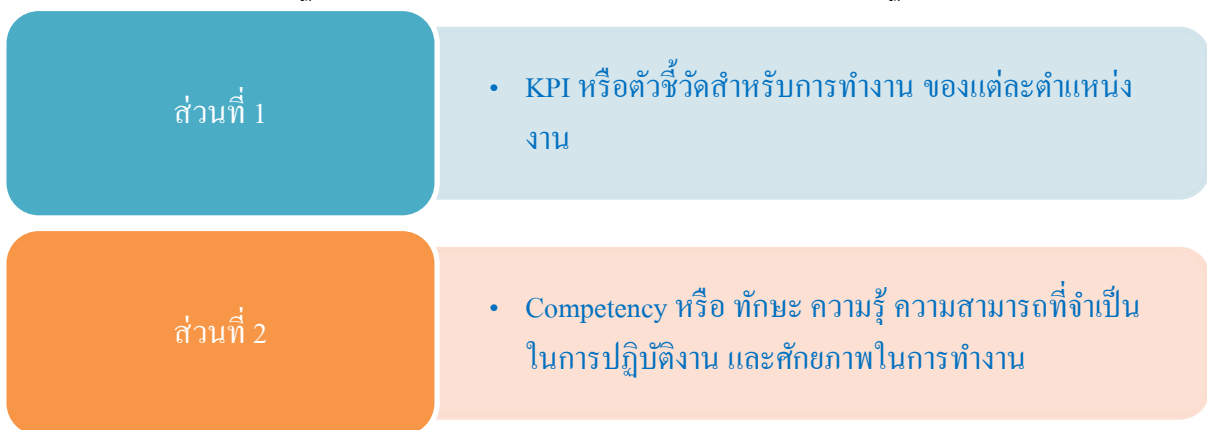 ส่วนที่ 1
• KPI หรือตัวชี้วัดสำหรับการทำงาน ของแต่ละตำแหน่ง
งาน
ส่วนที่ 2
• Competency หรือ ทักษะ ความรู้ ความสามารถที่จำเป็น
ในการปฏิบัติงาน และศักยภาพในการทำงาน